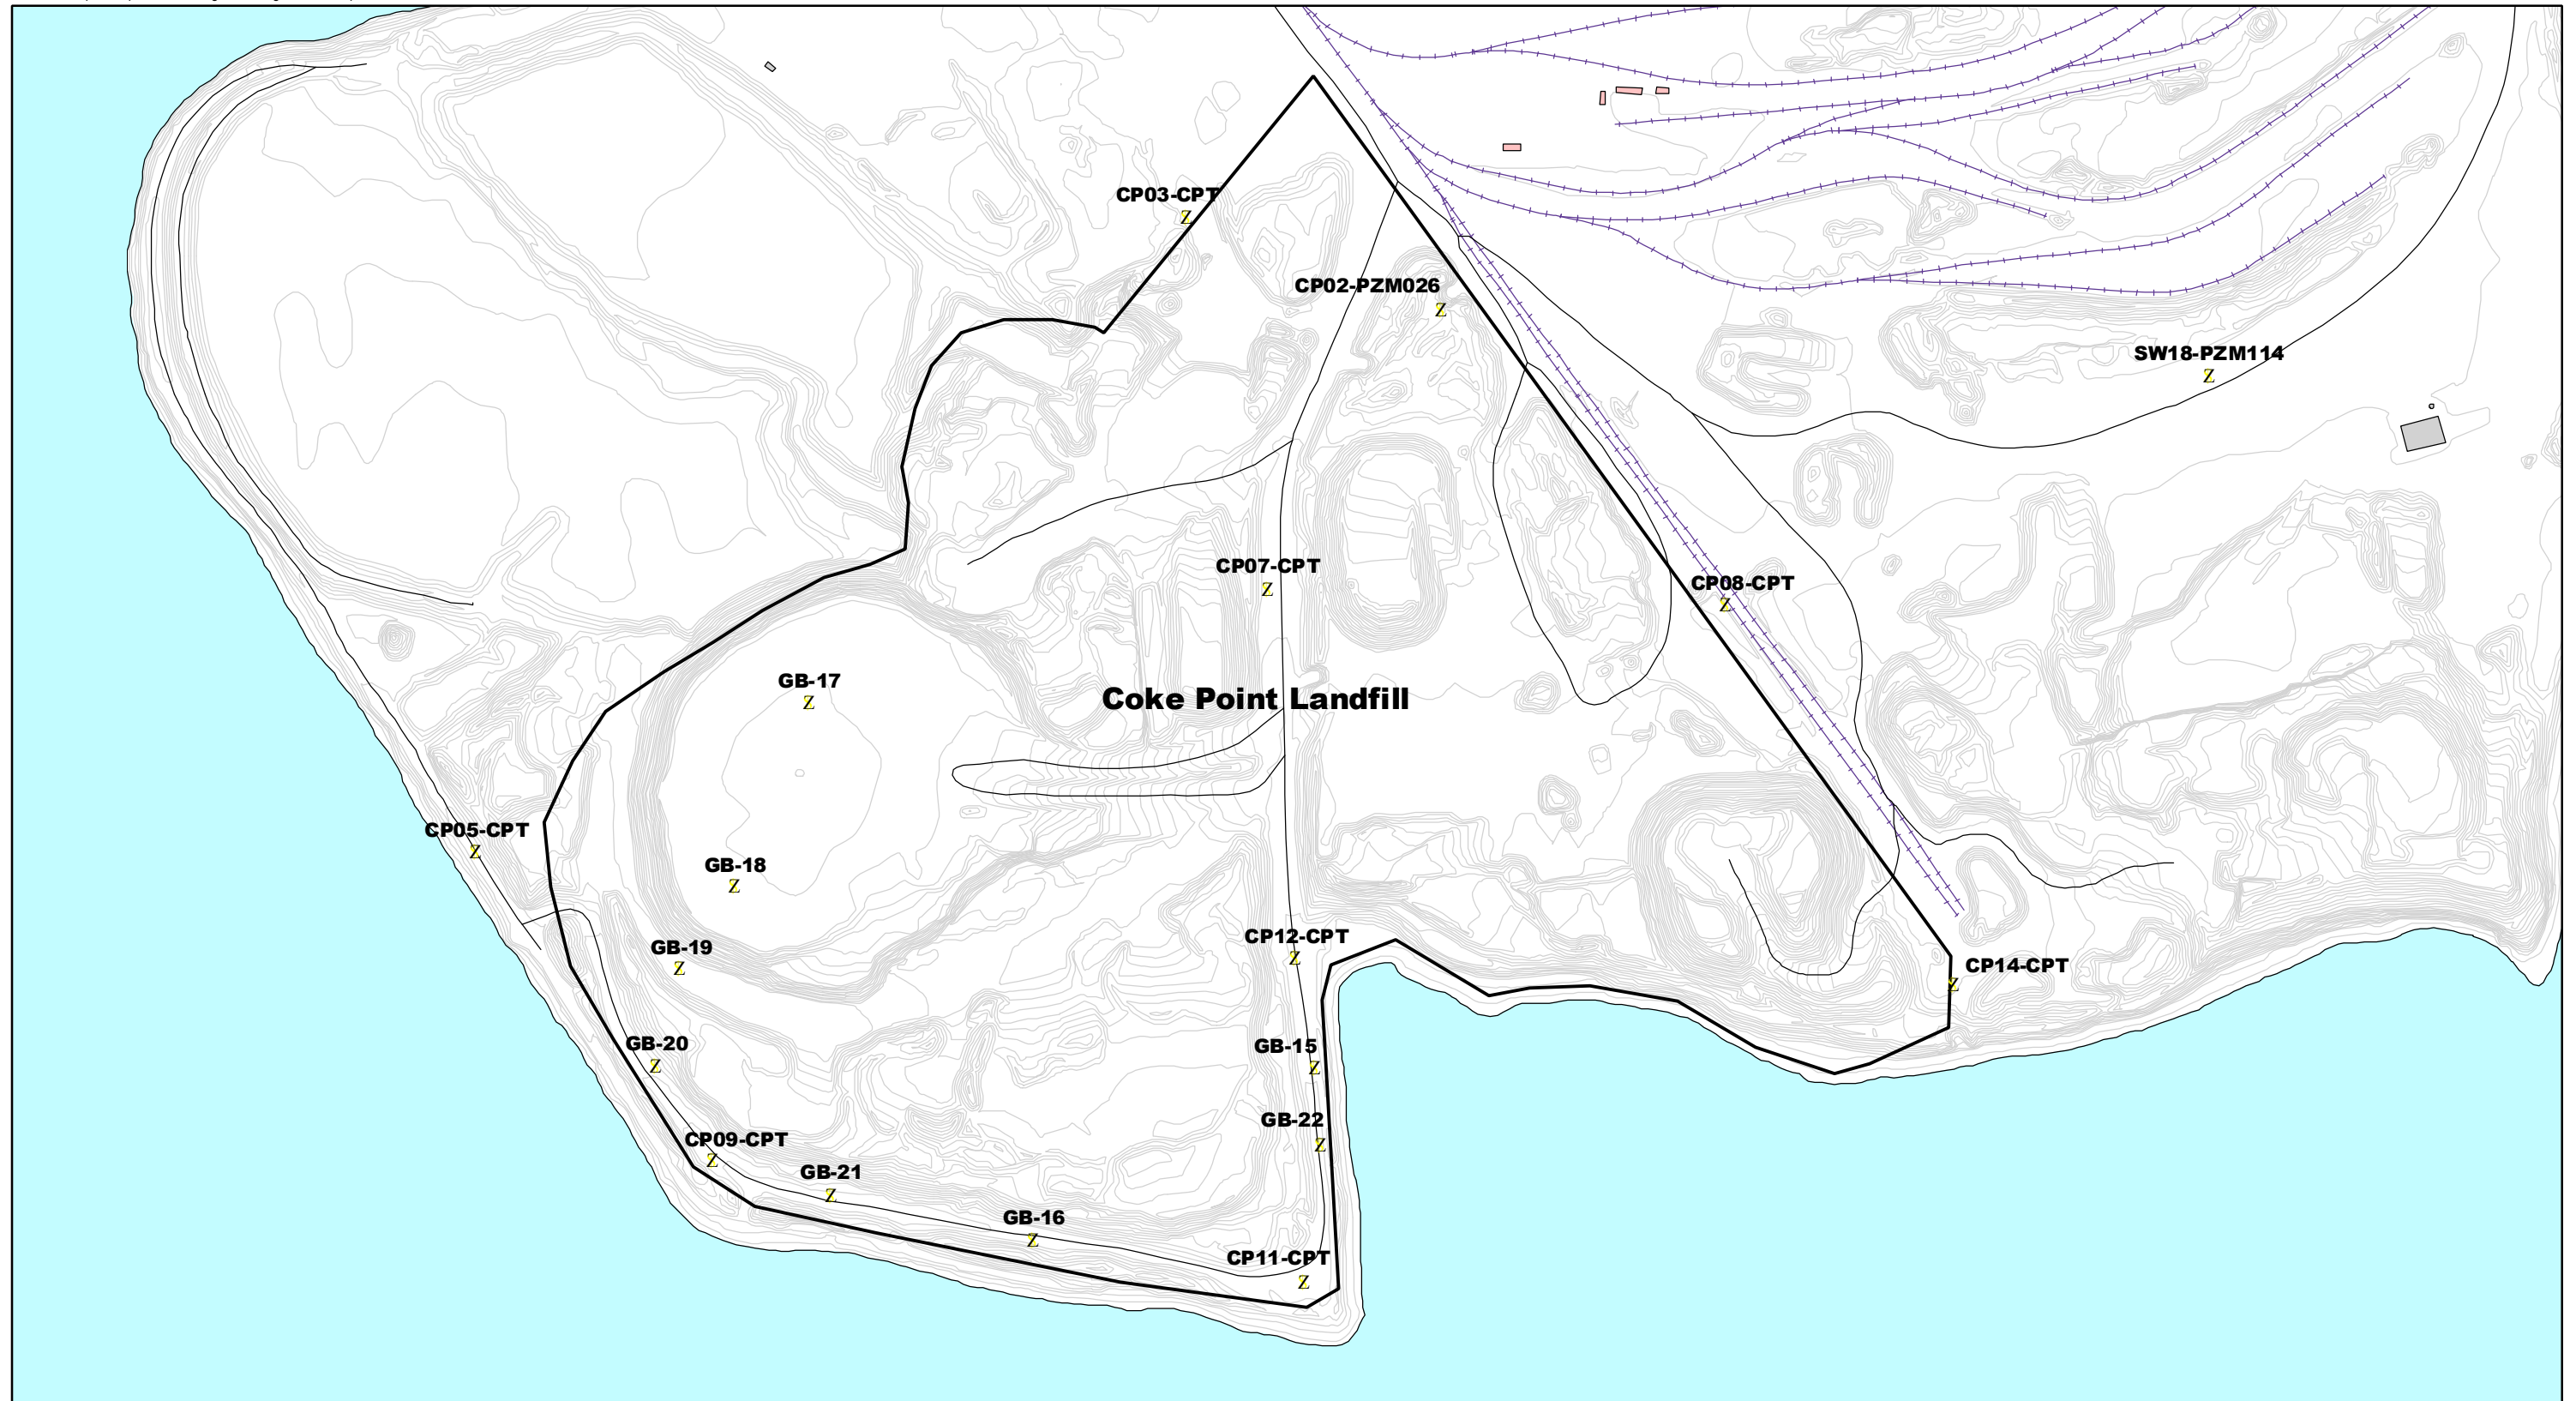 CP03-CPT
Z
CP02-PZM026
Z
SW18-PZM114
Z
CP07-CPT
Z
CP08-CPT
Z
GB-17
Z
Coke Point Landfill
CP05-CPT
Z
GB-18
Z
CP12-CPT
Z
GB-19
Z
CP14-CPT
Z
GB-20
Z
GB-15
Z
GB-22
Z
CP09-CPT
Z
GB-21
Z
GB-16
Z
CP11-CPT
Z